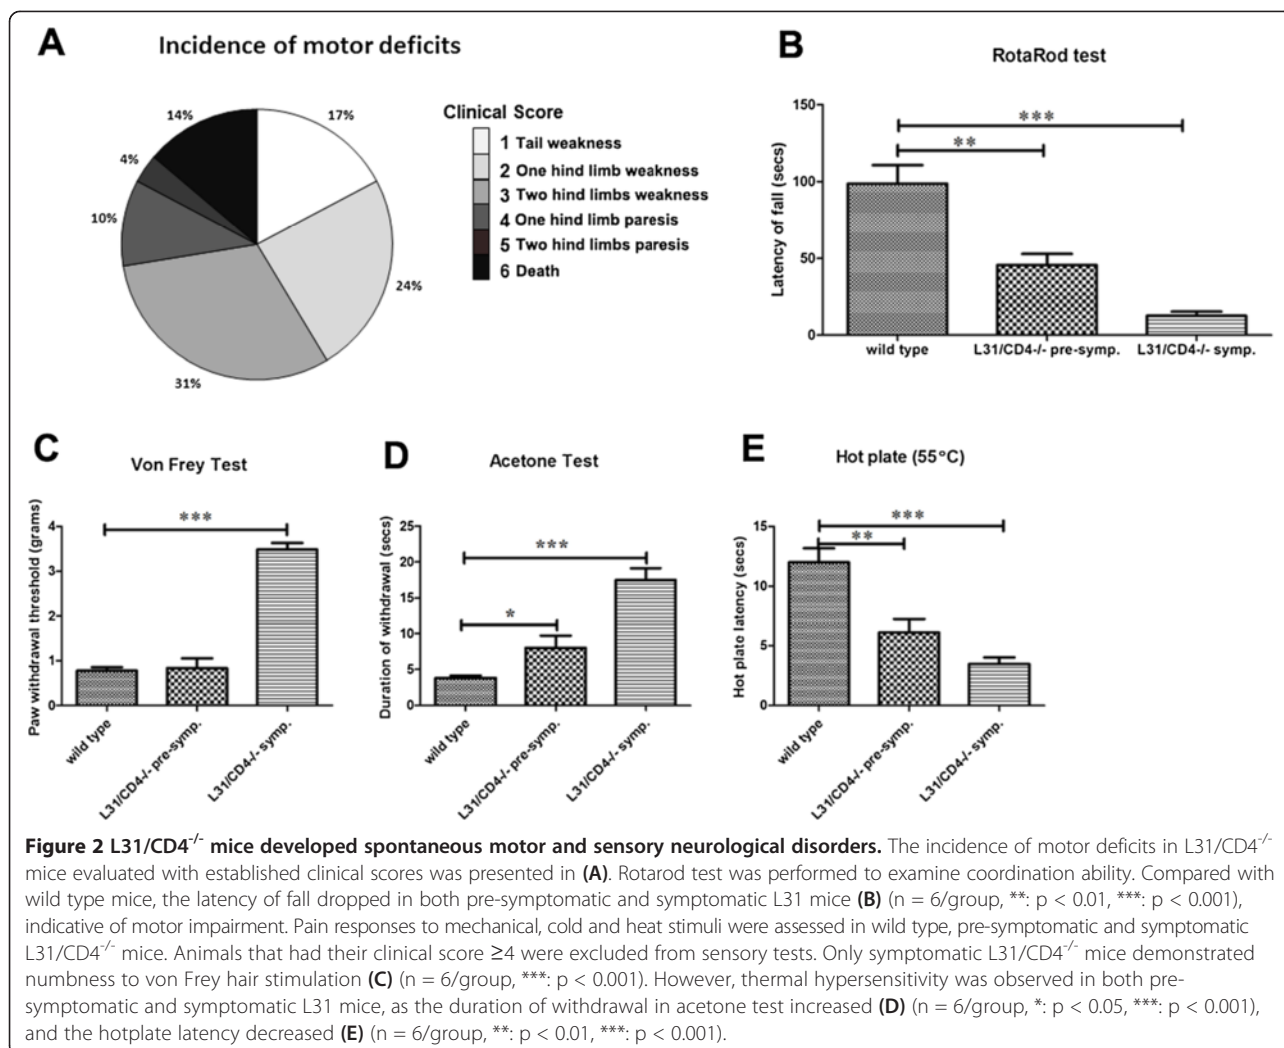 A
Incidence of motor deficits
14%
17%
4%
10%
24%
31%
Clinical Score
1 Tail weakness
2 One hind limb weakness
3 Two hind limbs weakness
4 One hind limb paresis
5 Two hind limbs paresis
6 Death
B
RotaRod test
Latency of fall (secs)
150
100
50
0
***
**
wild type
L31/CD4-/- pre-symp.
L31/CD4-/- symp.
C
Von Frey Test
Paw withdrawal threshold (grams)
4
3
2
1
0
***
wild type
L31/CD4-/- pre-symp.
L31/CD4-/- symp.
D
Acetone Test
Duration of withdrawal (secs)
25
20
15
10
5
0
***
*
wild type
L31/CD4-/- pre-symp.
L31/CD4-/- symp.
E
Hot plate (55°C)
Hot plate latency (secs)
15
10
5
0
***
**
wild type
L31/CD4-/- pre-symp.
L31/CD4-/- symp.
Figure 2 L31/CD4-/- mice developed spontaneous motor and sensory neurological disorders. The incidence of motor deficits in L31/CD4-/-
mice evaluated with established clinical scores was presented in (A). Rotarod test was performed to examine coordination ability. Compared with
wild type mice, the latency of fall dropped in both pre-symptomatic and symptomatic L31 mice (B) (n = 6/group, **: p < 0.01, ***: p < 0.001),
indicative of motor impairment. Pain responses to mechanical, cold and heat stimuli were assessed in wild type, pre-symptomatic and symptomatic
L31/CD4-/- mice. Animals that had their clinical score ≥4 were excluded from sensory tests. Only symptomatic L31/CD4-/- mice demonstrated
numbness to von Frey hair stimulation (C) (n = 6/group, ***: p < 0.001). However, thermal hypersensitivity was observed in both pre-
symptomatic and symptomatic L31 mice, as the duration of withdrawal in acetone test increased (D) (n = 6/group, *: p < 0.05, ***: p < 0.001),
and the hotplate latency decreased (E) (n = 6/group, **: p < 0.01, ***: p < 0.001).